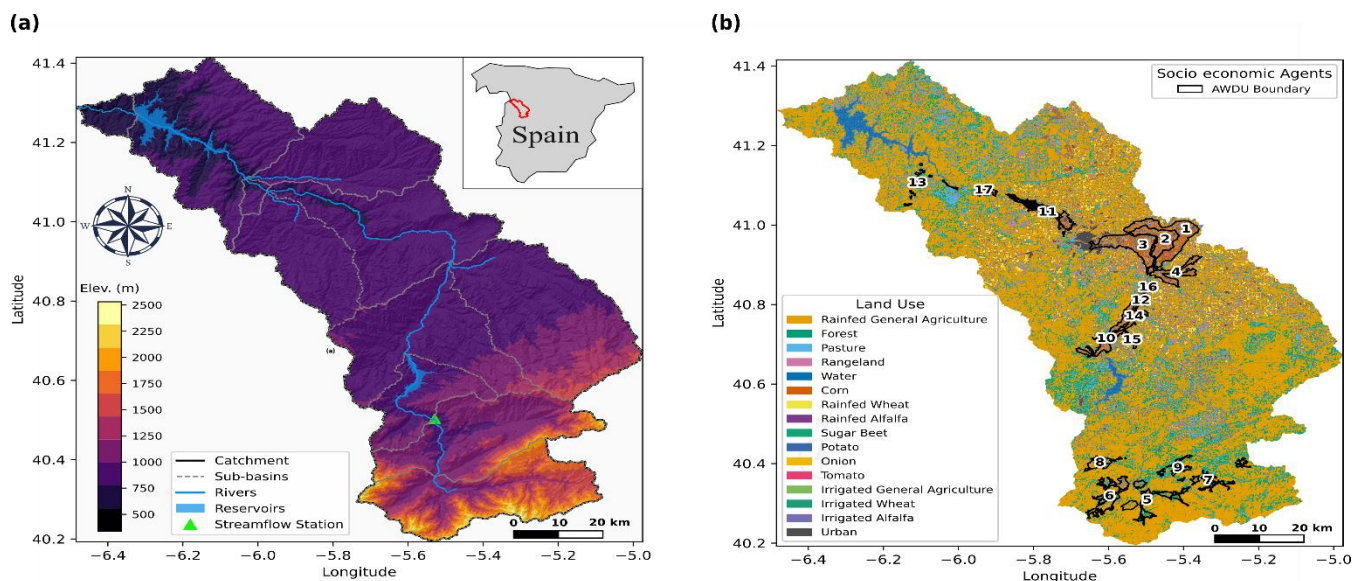 (a)
41.4
41.2
41.0
40.8
40.6
40.4
40.2
Latitude
−6.4
−6.2
−6.0
−5.8
−5.6
−5.4
−5.2
−5.0
Longitude
Spain
N
W
E
S
Elev. (m)
2500
2250
2000
1750
1500
1250
1000
750
500
(a)
Catchment
Sub-basins
Rivers
Reservoirs
Streamflow Station
0 10 20 km
(b)
41.4
41.2
41.0
40.8
40.6
40.4
40.2
Latitude
−6.4
−6.2
−6.0
−5.8
−5.6
−5.4
−5.2
−5.0
Longitude
Socio economic Agents
AWDU Boundary
13
17
11
1
2
3
4
16
12
14
10
15
8
9
7
6
5
Land Use
Rainfed General Agriculture
Forest
Pasture
Rangeland
Water
Corn
Rainfed Wheat
Rainfed Alfalfa
Sugar Beet
Potato
Onion
Tomato
Irrigated General Agriculture
Irrigated Wheat
Irrigated Alfalfa
Urban
0 10 20 km